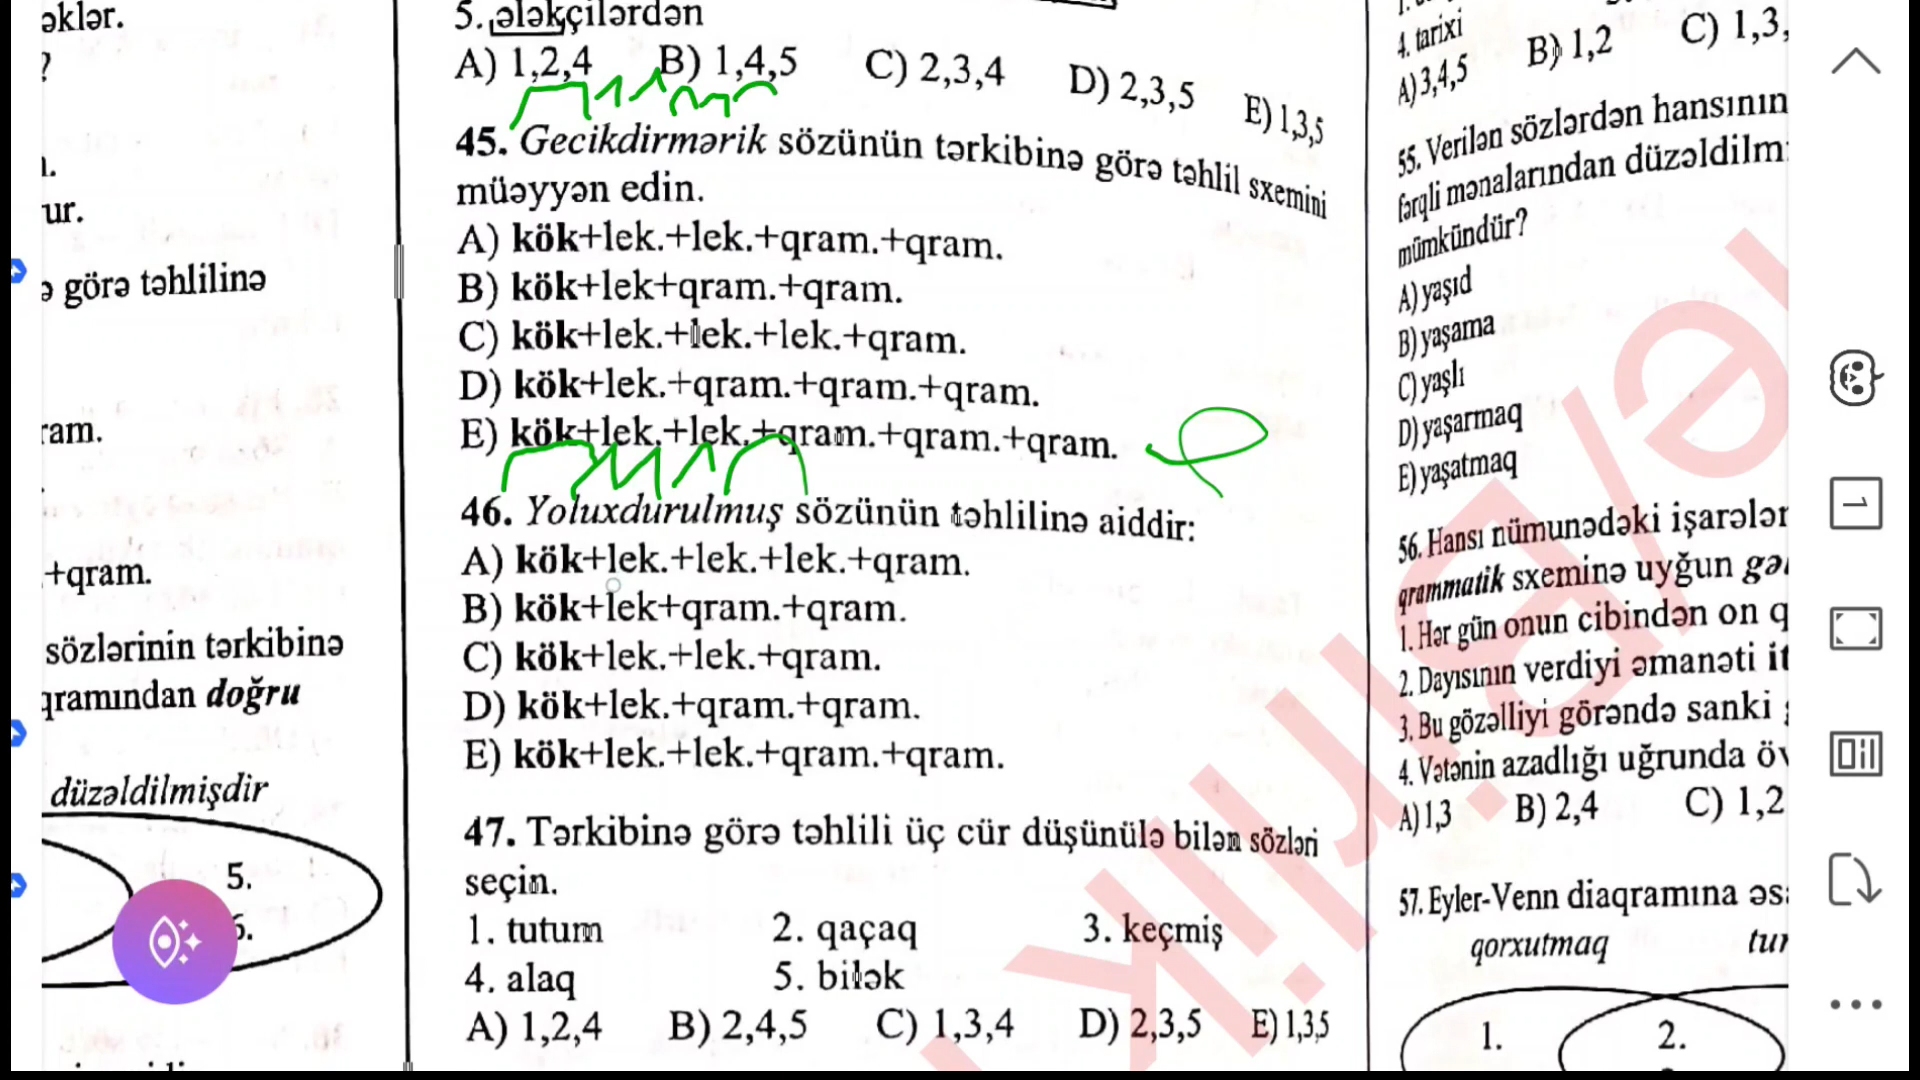 əklər.
?
ur.
ə görə təhlilinə
ram.
+qram.
sözlərinin tərkibinə
qramından doğru
düzəldilmişdir
5.
5. ələkçilərdən
A) 1,2,4 B) 1,4,5 C) 2,3,4 D) 2,3,5 E) 1,3,5
45. Gecikdirmərik sözünün tərkibinə görə təhlil sxemini
müəyyən edin.
A) kök+lek.+lek.+qram.+qram.
B) kök+lek+qram.+qram.
C) kök+lek.+lek.+lek.+qram.
D) kök+lek.+qram.+qram.+qram.
E) kök+lek.+lek.+qram.+qram.+qram.
46. Yoluxdurulmuş sözünün təhlilinə aiddir:
A) kök+lek.+lek.+lek.+qram.
B) kök+lek+qram.+qram.
C) kök+lek.+lek.+qram.
D) kök+lek.+qram.+qram.
E) kök+lek.+lek.+qram.+qram.
47. Tərkibinə görə təhlili üç cür düşünülə bilən sözləri
seçin.
1. tutum 2. qaçaq 3. keçmiş
4. alaq 5. bilək
A) 1,2,4 B) 2,4,5 C) 1,3,4 D) 2,3,5 E) 1,3,5
4. tarixi
A) 3,4,5 B) 1,2 C) 1,3,
55. Verilən sözlərdən hansının
fərqli mənalarından düzəldilm
mümkündür?
A) yaşıd
B) yaşama
C) yaşlı
D) yaşarmaq
E) yaşatmaq
56. Hansı nümunədəki işarələr
qrammatik sxeminə uyğun gə
1. Hər gün onun cibindən on q
2. Dayısının verdiyi əmanəti it
3. Bu gözəlliyi görəndə sanki
4. Vətənin azadlığı uğrunda öv
A) 1,3 B) 2,4 C) 1,2
57. Eyler-Venn diaqramına əs
qorxutmaq tur
1. 2.